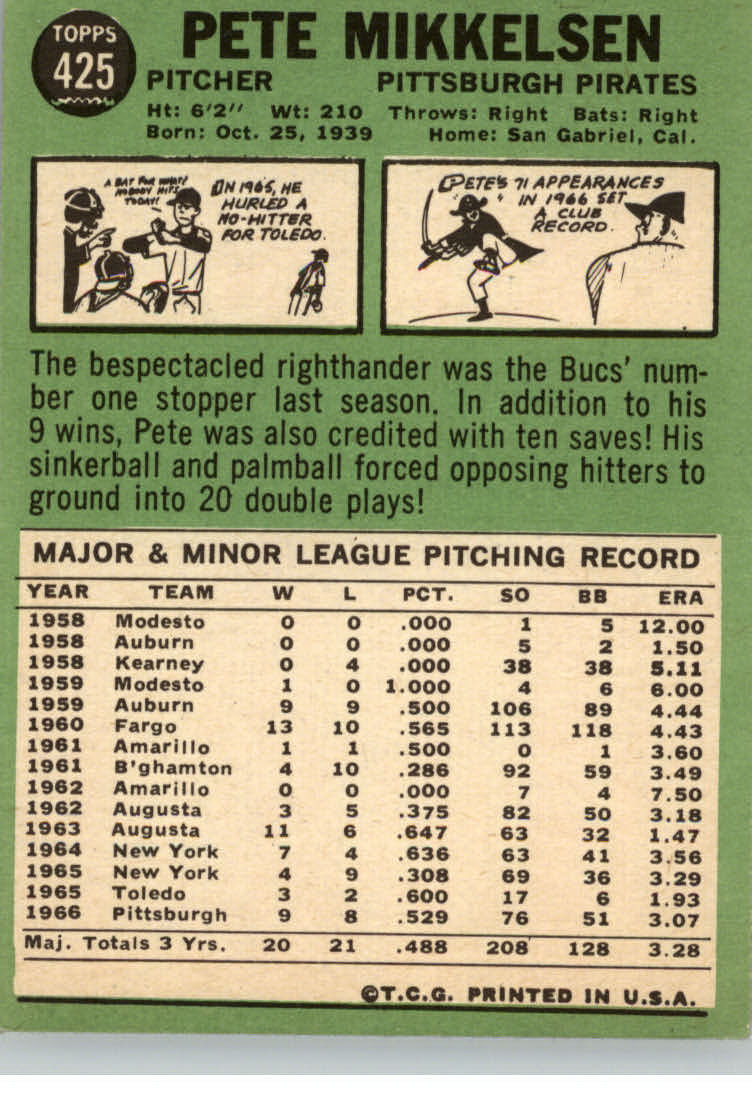 TOPPS
425
PETE MIKKELSEN
PITCHER PITTSBURGH PIRATES
Ht: 6'2" Wt: 210 Throws: Right Bats: Right
Born: Oct. 25, 1939 Home: San Gabriel, Cal.
A BAT FOR WHAT?
NOBODY HITS
TODAY!
IN 1965, HE
HURLED A
NO-HITTER
FOR TOLEDO.
PETE'S 71 APPEARANCES
IN 1966 SET
A CLUB
RECORD.
The bespectacled righthander was the Bucs' num-
ber one stopper last season. In addition to his
9 wins, Pete was also credited with ten saves! His
sinkerball and palmball forced opposing hitters to
ground into 20 double plays!
MAJOR & MINOR LEAGUE PITCHING RECORD
YEAR TEAM W L PCT. SO BB ERA
1958 Modesto 0 0 .000 1 5 12.00
1958 Auburn 0 0 .000 5 2 1.50
1958 Kearney 0 4 .000 38 38 5.11
1959 Modesto 1 0 1.000 4 6 6.00
1959 Auburn 9 9 .500 106 89 4.44
1960 Fargo 13 10 .565 113 118 4.43
1961 Amarillo 1 1 .500 0 1 3.60
1961 B'ghamton 4 10 .286 92 59 3.49
1962 Amarillo 0 0 .000 7 4 7.50
1962 Augusta 3 5 .375 82 50 3.18
1963 Augusta 11 6 .647 63 32 1.47
1964 New York 7 4 .636 63 41 3.56
1965 New York 4 9 .308 69 36 3.29
1965 Toledo 3 2 .600 17 6 1.93
1966 Pittsburgh 9 8 .529 76 51 3.07
Maj. Totals 3 Yrs. 20 21 .488 208 128 3.28
©T.C.G. PRINTED IN U.S.A.